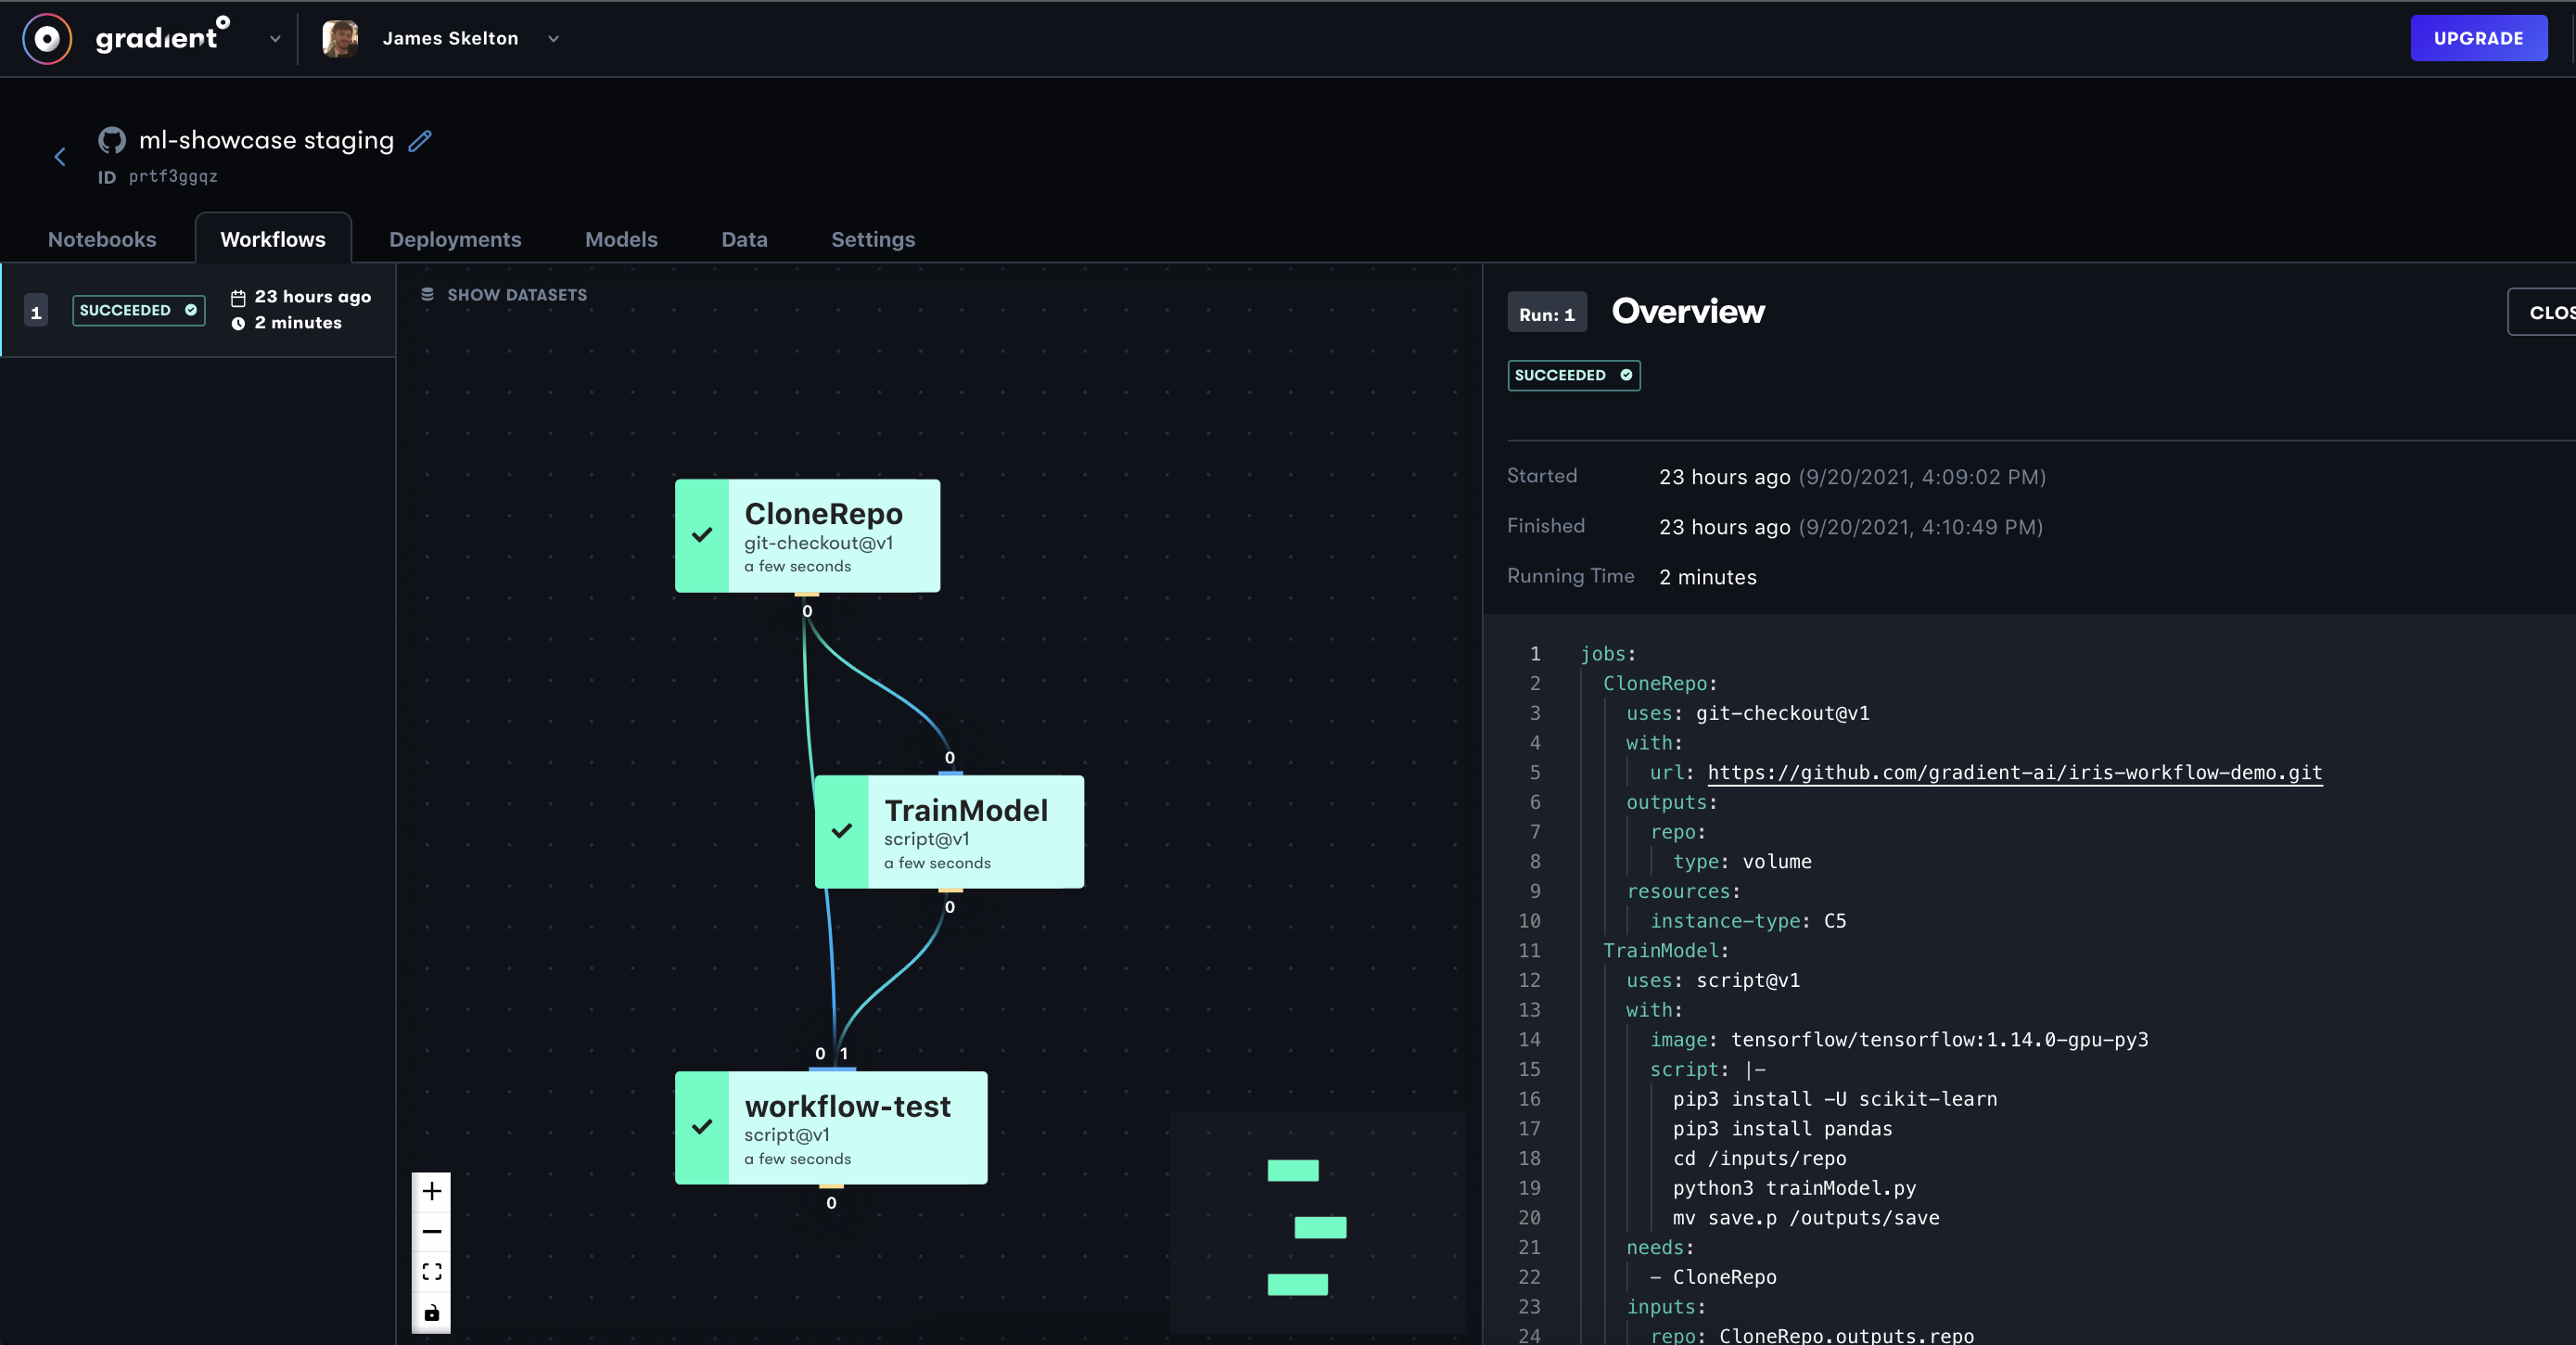 gradient
James Skelton
UPGRADE
ml-showcase staging
ID prtf3ggqz
Notebooks
Workflows
Deployments
Models
Data
Settings
1
SUCCEEDED
23 hours ago
2 minutes
SHOW DATASETS
CloneRepo
git-checkout@v1
a few seconds
0
0
TrainModel
script@v1
a few seconds
0
0 1
workflow-test
script@v1
a few seconds
0
Run: 1
Overview
CLOS
SUCCEEDED
Started 23 hours ago (9/20/2021, 4:09:02 PM)
Finished 23 hours ago (9/20/2021, 4:10:49 PM)
Running Time 2 minutes
1 jobs:
2 CloneRepo:
3 uses: git-checkout@v1
4 with:
5 url: https://github.com/gradient-ai/iris-workflow-demo.git
6 outputs:
7 repo:
8 type: volume
9 resources:
10 instance-type: C5
11 TrainModel:
12 uses: script@v1
13 with:
14 image: tensorflow/tensorflow:1.14.0-gpu-py3
15 script: |-
16 pip3 install -U scikit-learn
17 pip3 install pandas
18 cd /inputs/repo
19 python3 trainModel.py
20 mv save.p /outputs/save
21 needs:
22 - CloneRepo
23 inputs:
24 repo: CloneRepo.outputs.repo